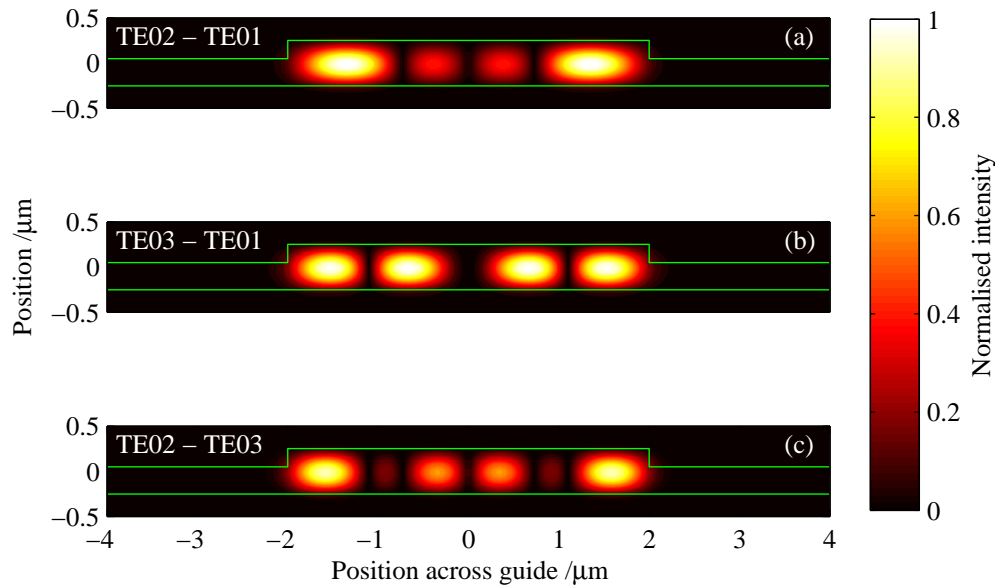 0.5
0
−0.5
TE02 – TE01
(a)
0.5
0
−0.5
TE03 – TE01
(b)
0.5
0
−0.5
TE02 – TE03
(c)
−4
−3
−2
−1
0
1
2
3
4
Position across guide /μm
Position /μm
1
0.8
0.6
0.4
0.2
0
Normalised intensity